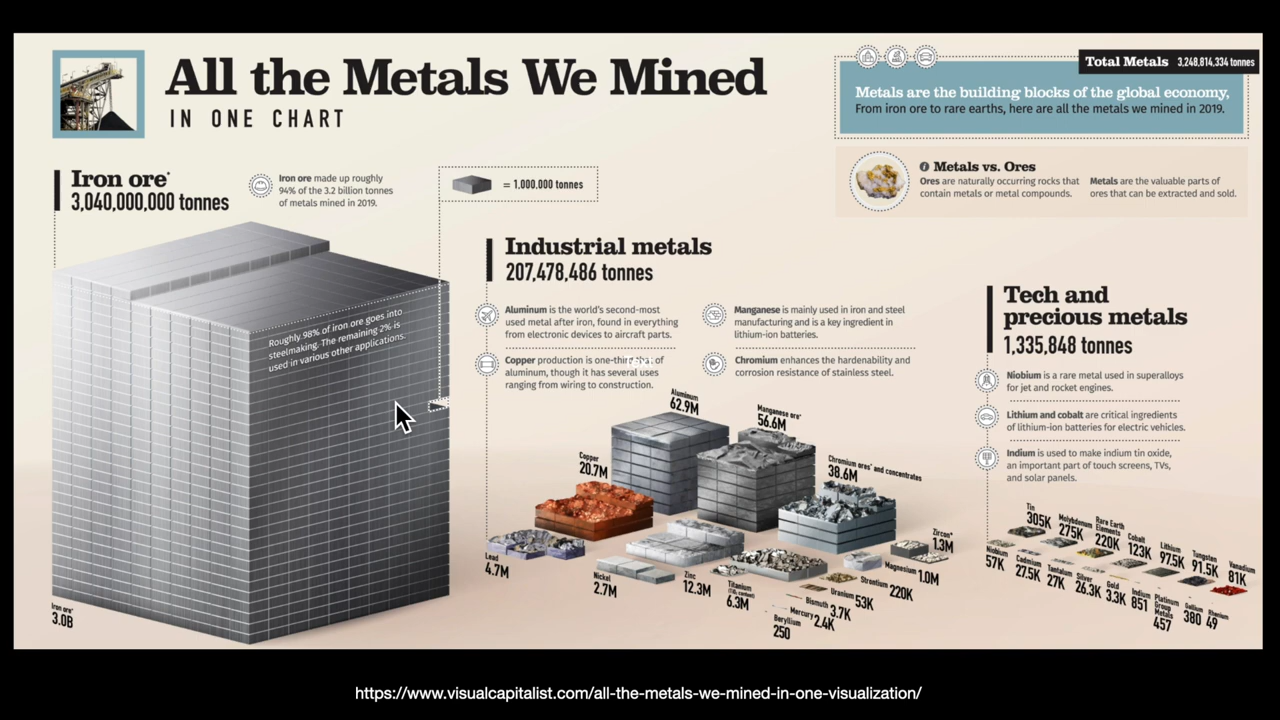 All the Metals We Mined
IN ONE CHART
Total Metals 3,248,814,334 tonnes
Metals are the building blocks of the global economy,
From iron ore to rare earths, here are all the metals we mined in 2019.
Metals vs. Ores
Ores are naturally occurring rocks that
contain metals or metal compounds.
Metals are the valuable parts of
ores that can be extracted and sold.
Iron ore*
3,040,000,000 tonnes
Iron ore made up roughly
94% of the 3.2 billion tonnes
of metals mined in 2019.
= 1,000,000 tonnes
Roughly 98% of iron ore goes into
steelmaking. The remaining 2% is
used in various other applications.
Iron ore*
3.0B
Industrial metals
207,478,486 tonnes
Aluminum is the world's second-most
used metal after iron, found in everything
from electronic devices to aircraft parts.
Copper production is one-third that of
aluminum, though it has several uses
ranging from wiring to construction.
Manganese is mainly used in iron and steel
manufacturing and is a key ingredient in
lithium-ion batteries.
Chromium enhances the hardenability and
corrosion resistance of stainless steel.
Aluminum
62.9M
Manganese ore*
56.6M
Chromium ores* and concentrates
38.6M
Copper
20.7M
Lead
4.7M
Nickel
2.7M
Zinc
12.3M
Titanium
6.3M
Zircon*
1.3M
Magnesium 1.0M
Strontium 220K
Uranium 53K
Bismuth 3.7K
Mercury 2.4K
Beryllium
250
Tech and
precious metals
1,335,848 tonnes
Niobium is a rare metal used in superalloys
for jet and rocket engines.
Lithium and cobalt are critical ingredients
of lithium-ion batteries for electric vehicles.
Indium is used to make indium tin oxide,
an important part of touch screens, TVs,
and solar panels.
Tin
305K
Molybdenum
275K
Rare Earth
Elements
220K
Cobalt
123K
Lithium
97.5K
Tungsten
91.5K
Vanadium
81K
Niobium
57K
Cadmium
27.5K
Tantalum
27K
Silver
26.3K
Gold
3.3K
Indium
851
Platinum
Group
Metals
457
Gallium
380
Rhenium
49
https://www.visualcapitalist.com/all-the-metals-we-mined-in-one-visualization/